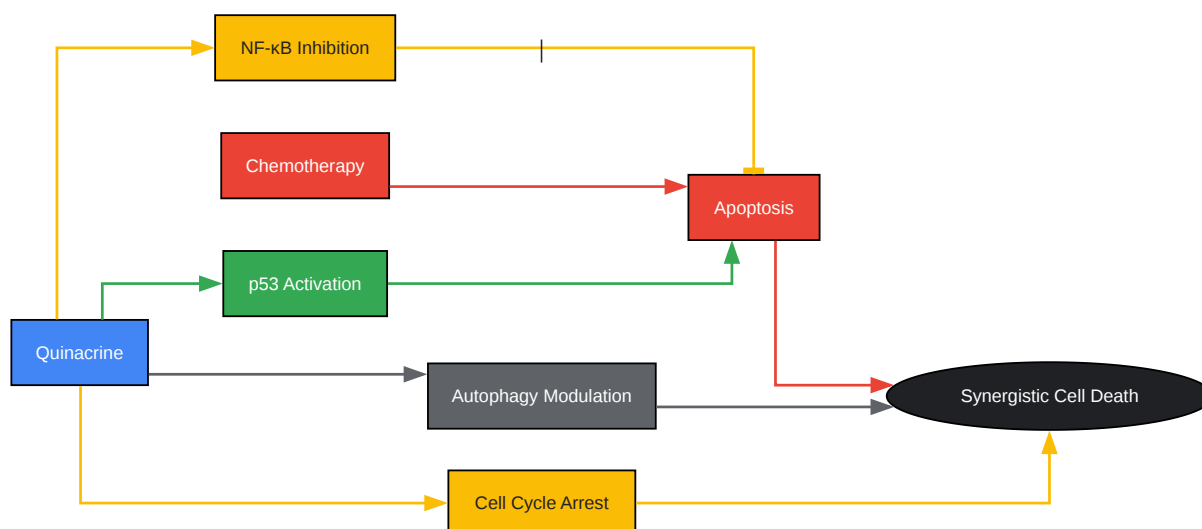 NF-κB Inhibition
Chemotherapy
Apoptosis
p53 Activation
Quinacrine
Autophagy Modulation
Synergistic Cell Death
Cell Cycle Arrest